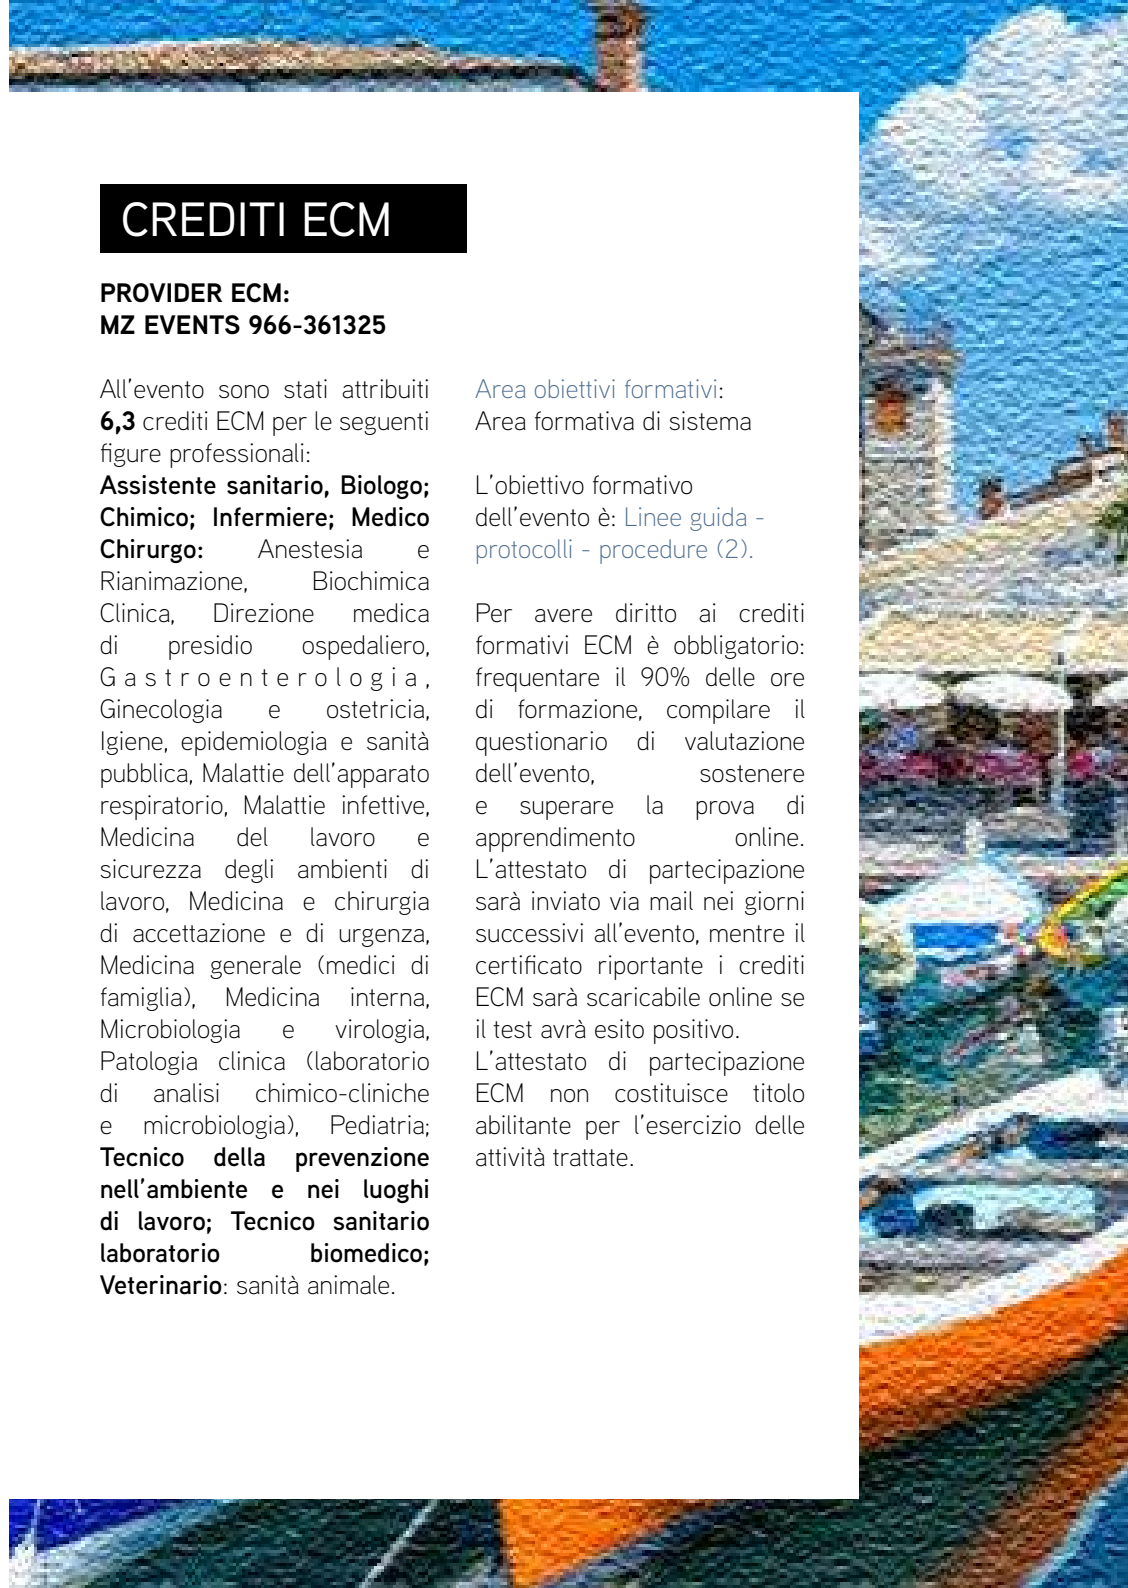 CREDITI ECM
PROVIDER ECM:
MZ EVENTS 966-361325
All'evento sono stati attribuiti
6,3 crediti ECM per le seguenti
figure professionali:
Assistente sanitario, Biologo;
Chimico; Infermiere; Medico
Chirurgo: Anestesia e
Rianimazione, Biochimica
Clinica, Direzione medica
di presidio ospedaliero,
Gastroenterologia,
Ginecologia e ostetricia,
Igiene, epidemiologia e sanità
pubblica, Malattie dell'apparato
respiratorio, Malattie infettive,
Medicina del lavoro e
sicurezza degli ambienti di
lavoro, Medicina e chirurgia
di accettazione e di urgenza,
Medicina generale (medici di
famiglia), Medicina interna,
Microbiologia e virologia,
Patologia clinica (laboratorio
di analisi chimico-cliniche
e microbiologia), Pediatria;
Tecnico della prevenzione
nell'ambiente e nei luoghi
di lavoro; Tecnico sanitario
laboratorio biomedico;
Veterinario: sanità animale.
Area obiettivi formativi:
Area formativa di sistema
L'obiettivo formativo
dell'evento è: Linee guida -
protocolli - procedure (2).
Per avere diritto ai crediti
formativi ECM è obbligatorio:
frequentare il 90% delle ore
di formazione, compilare il
questionario di valutazione
dell'evento, sostenere
e superare la prova di
apprendimento online.
L'attestato di partecipazione
sarà inviato via mail nei giorni
successivi all'evento, mentre il
certificato riportante i crediti
ECM sarà scaricabile online se
il test avrà esito positivo.
L'attestato di partecipazione
ECM non costituisce titolo
abilitante per l'esercizio delle
attività trattate.